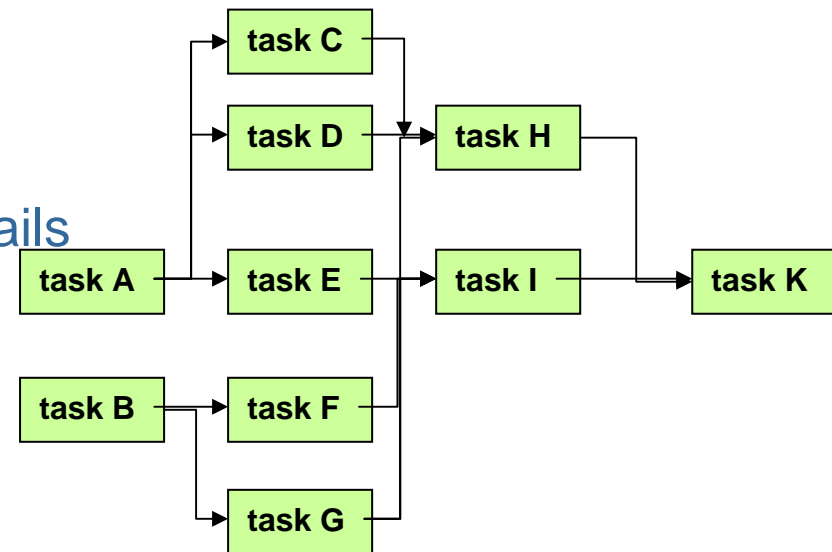 task C
task D
task H
ails
task A
task E
task I
task K
task B
task F
task G